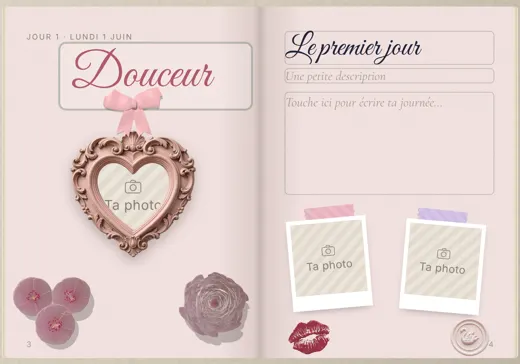 JOUR 1 · LUNDI 1 JUIN
Douceur
Ta photo
3
Le premier jour
Une petite description
Touche ici pour écrire ta journée...
Ta photo
Ta photo
4